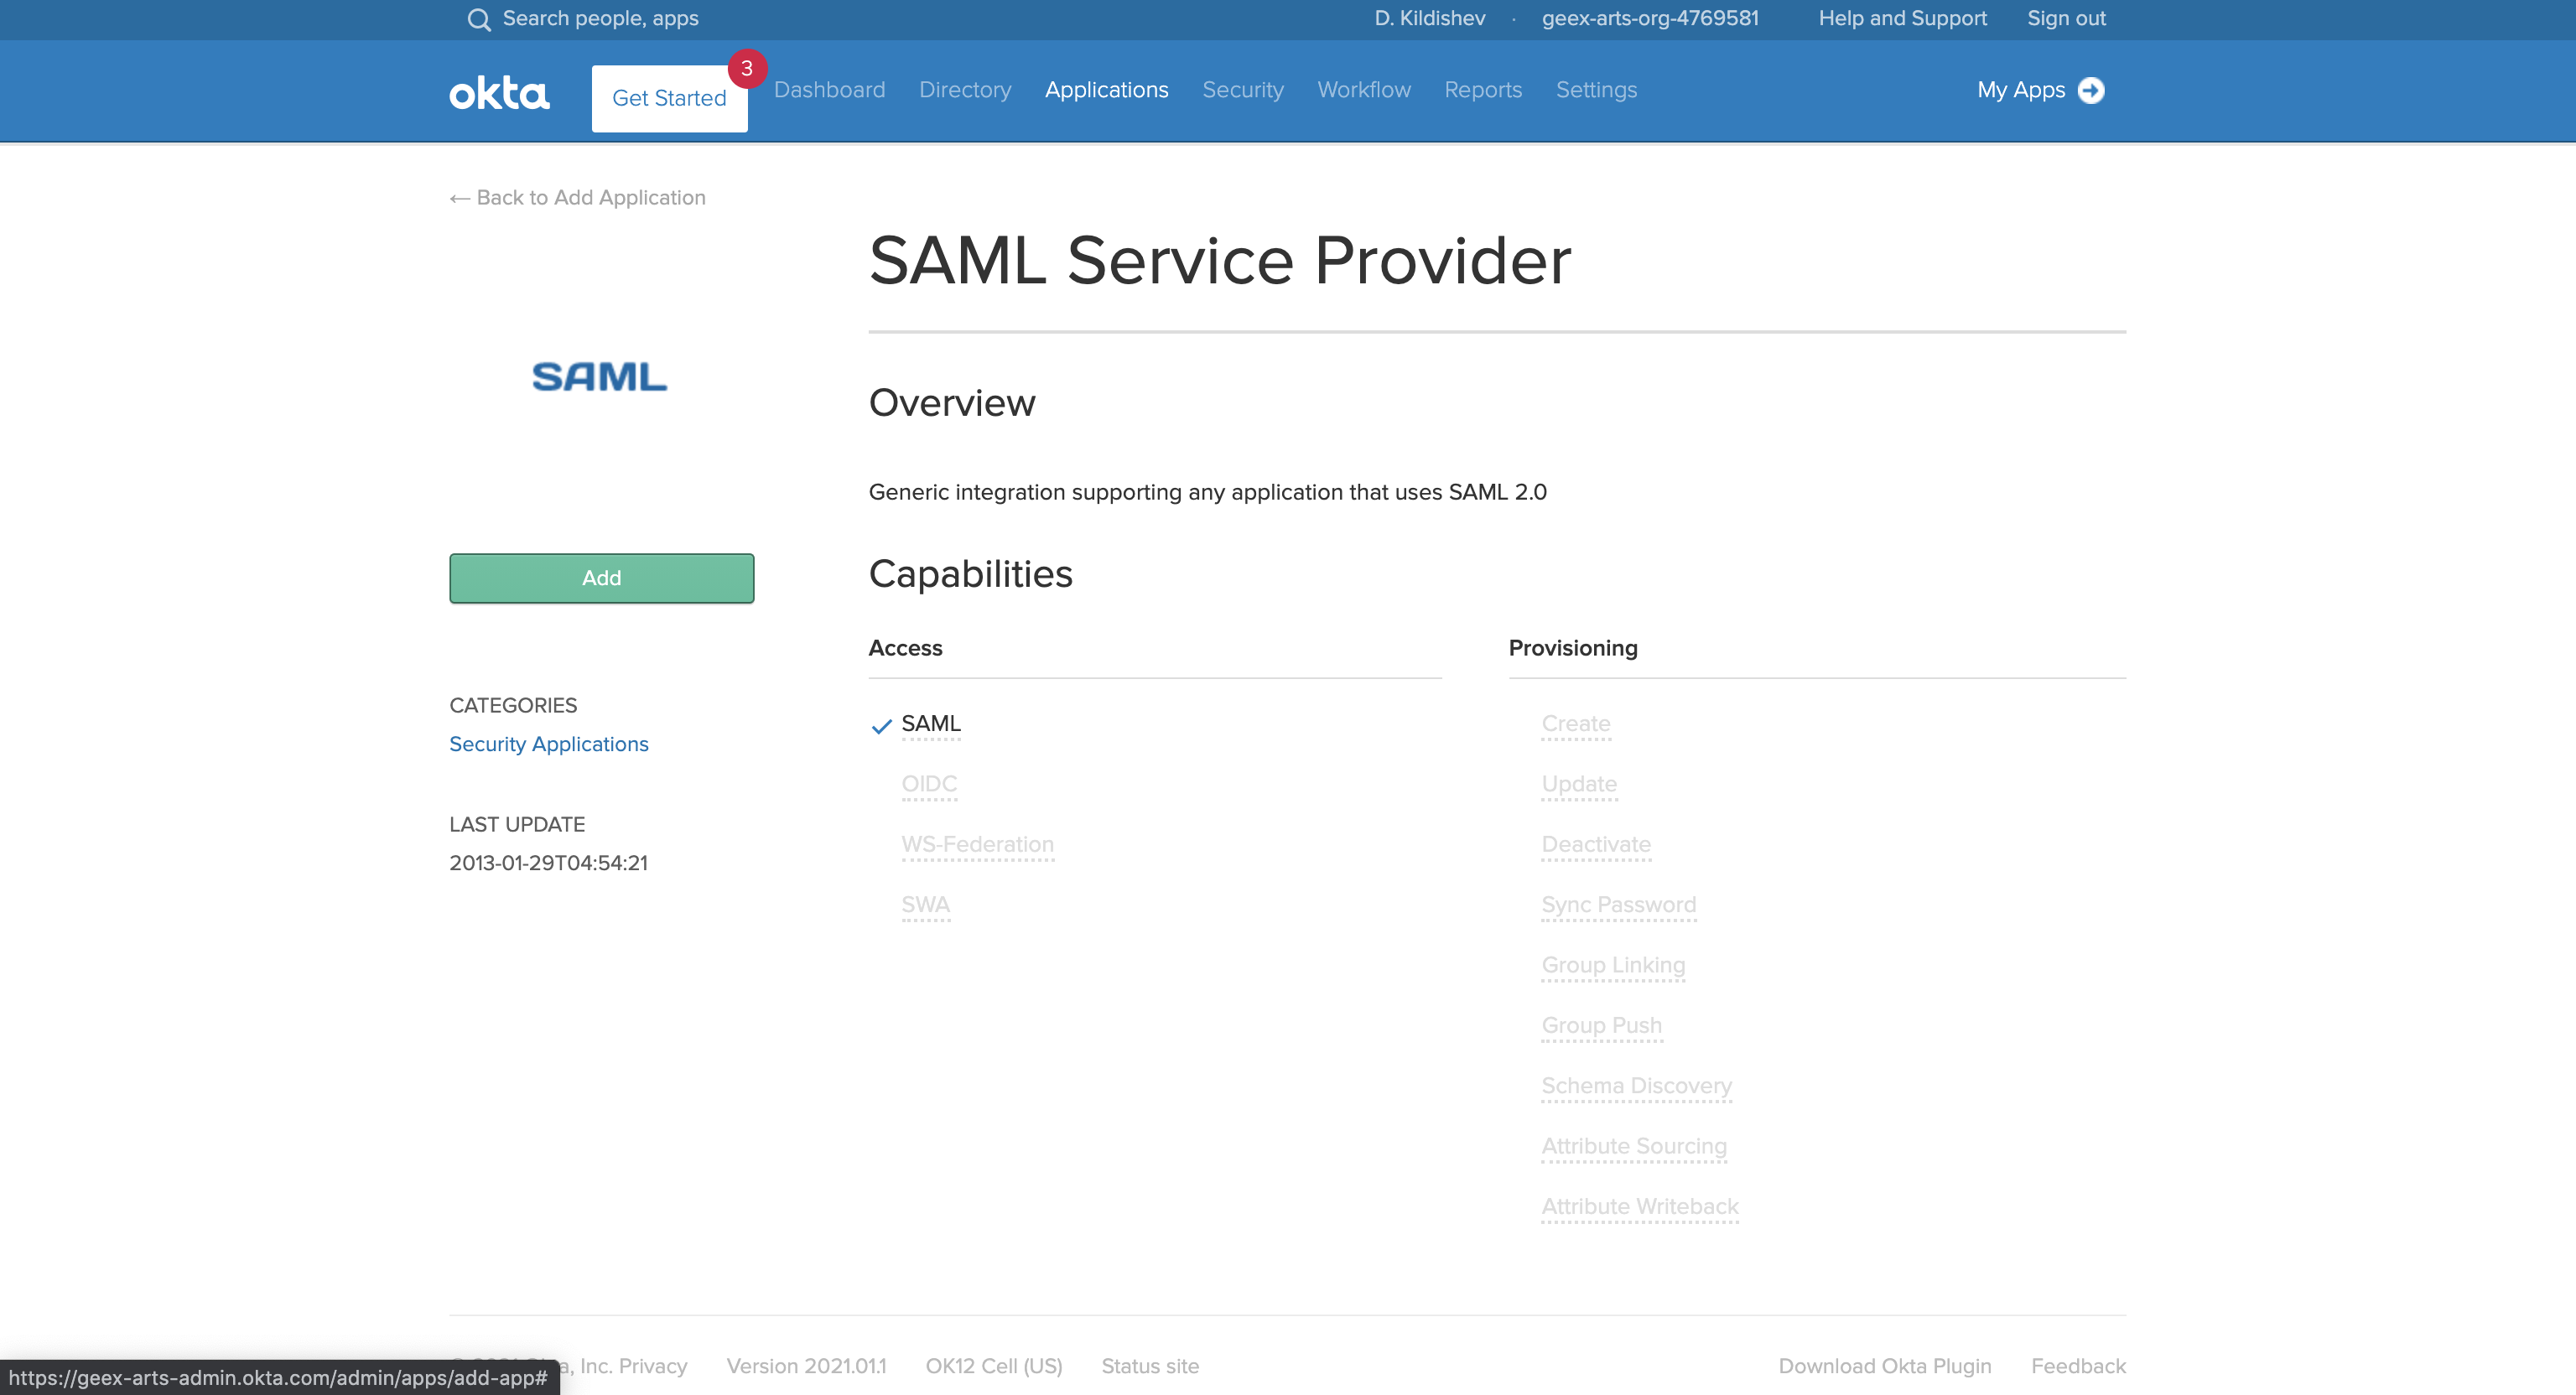 Search people, apps
D. Kildishev · geex-arts-org-4769581 Help and Support Sign out
okta Get Started 3 Dashboard Directory Applications Security Workflow Reports Settings My Apps
← Back to Add Application
SAML Service Provider
SAML
Overview
Generic integration supporting any application that uses SAML 2.0
Add
Capabilities
Access
Provisioning
CATEGORIES
Security Applications
LAST UPDATE
2013-01-29T04:54:21
SAML
OIDC
WS-Federation
SWA
Create
Update
Deactivate
Sync Password
Group Linking
Group Push
Schema Discovery
Attribute Sourcing
Attribute Writeback
Inc. Privacy Version 2021.01.1 OK12 Cell (US) Status site Download Okta Plugin Feedback
https://geex-arts-admin.okta.com/admin/apps/add-app#